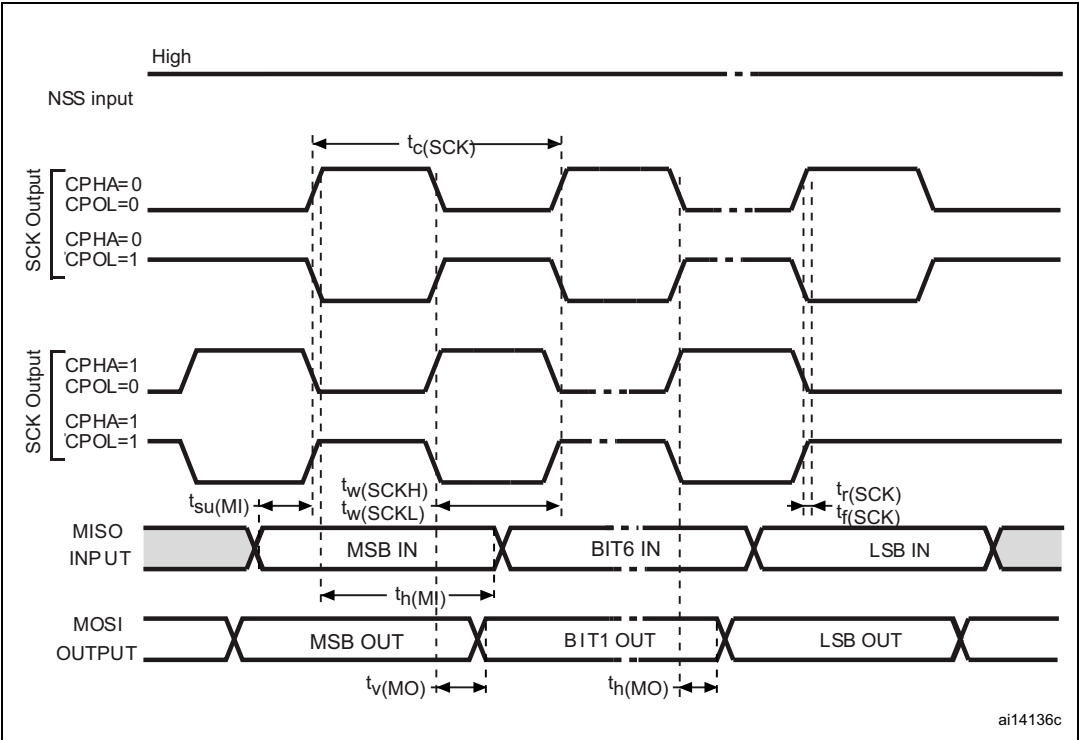 High
NSS input
tc(SCK)
SCK Output
CPHA=0
CPOL=0
CPHA=0
CPOL=1
SCK Output
CPHA=1
CPOL=0
CPHA=1
CPOL=1
tsu(MI)
tw(SCKH)
tw(SCKL)
tr(SCK)
tf(SCK)
MISO
INPUT
MSB IN
BIT6 IN
LSB IN
th(MI)
MOSI
OUTPUT
MSB OUT
BIT1 OUT
LSB OUT
tv(MO)
th(MO)
ai14136c